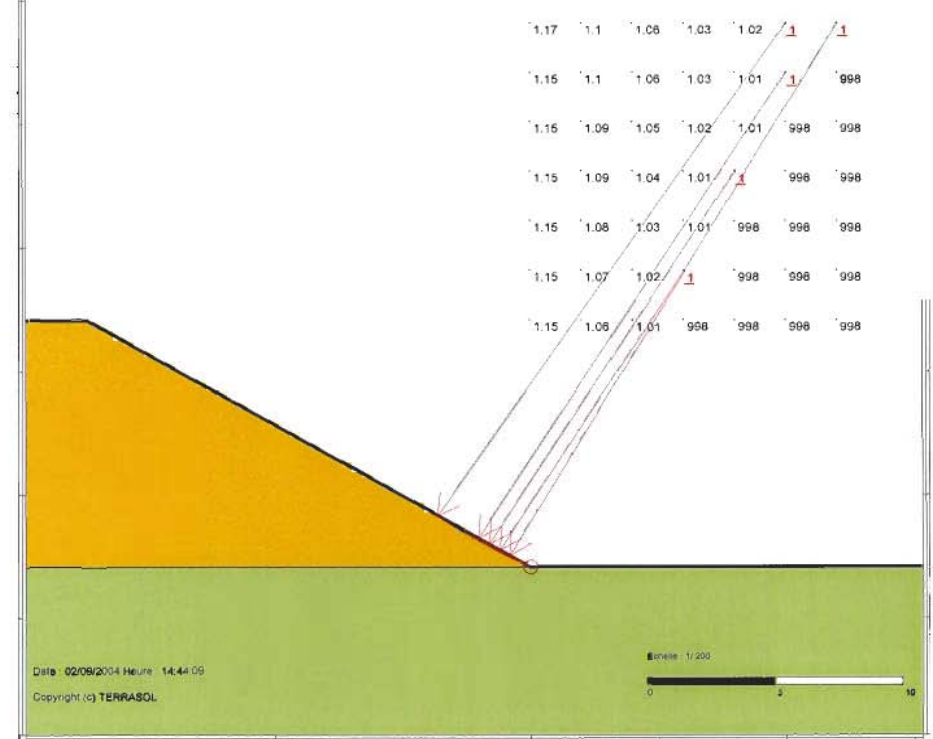 1.17 1.1 1.06 1.03 1.02 1 1
1.15 1.1 1.06 1.03 1.01 1 998
1.15 1.09 1.05 1.02 1.01 998 998
1.15 1.09 1.04 1.01 1 998 998
1.15 1.08 1.03 1.01 998 998 998
1.15 1.07 1.02 1 998 998 998
1.15 1.06 1.01 998 998 998 998
Echelle : 1/ 200
Date : 02/09/2004 Heure : 14:44:09
0 5 10
Copyright (c) TERRASOL